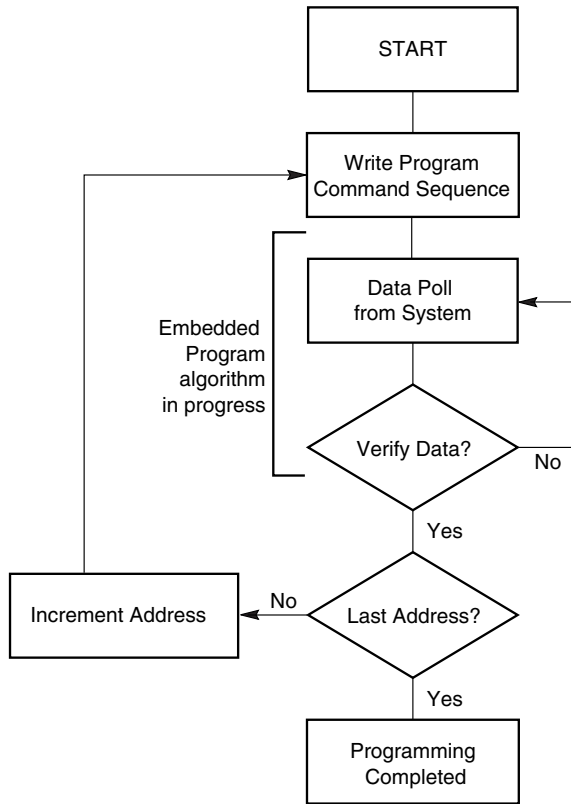 START
Write Program
Command Sequence
Data Poll
from System
Embedded
Program
algorithm
in progress
Verify Data?
No
Yes
Increment Address
No
Last Address?
Yes
Programming
Completed